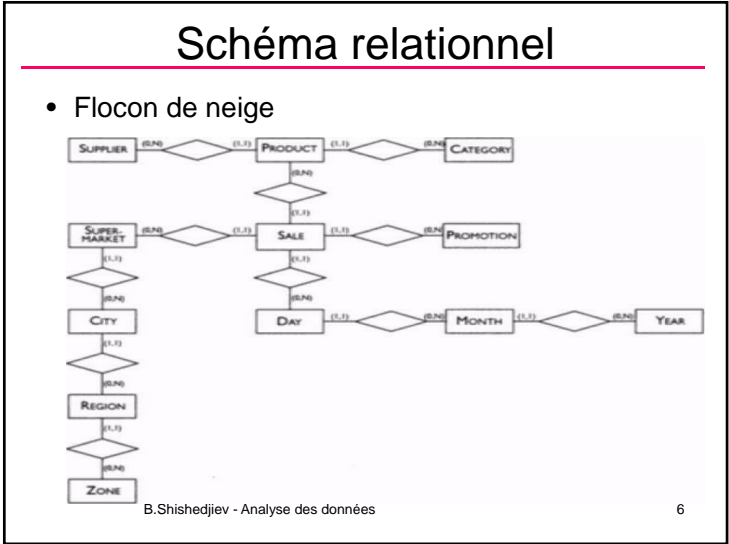 Schéma relationnel
• Flocon de neige
SUPPLIER (0,N) (1,1) PRODUCT (1,1) (0,N) CATEGORY
(0,N)
(1,1)
SUPER-
MARKET (0,N) (1,1) SALE (1,1) (0,N) PROMOTION
(1,1) (1,1)
(0,N) (0,N)
CITY DAY (1,1) (0,N) MONTH (1,1) (0,N) YEAR
(1,1)
(0,N)
REGION
(1,1)
(0,N)
ZONE
B.Shishedjiev - Analyse des données 6